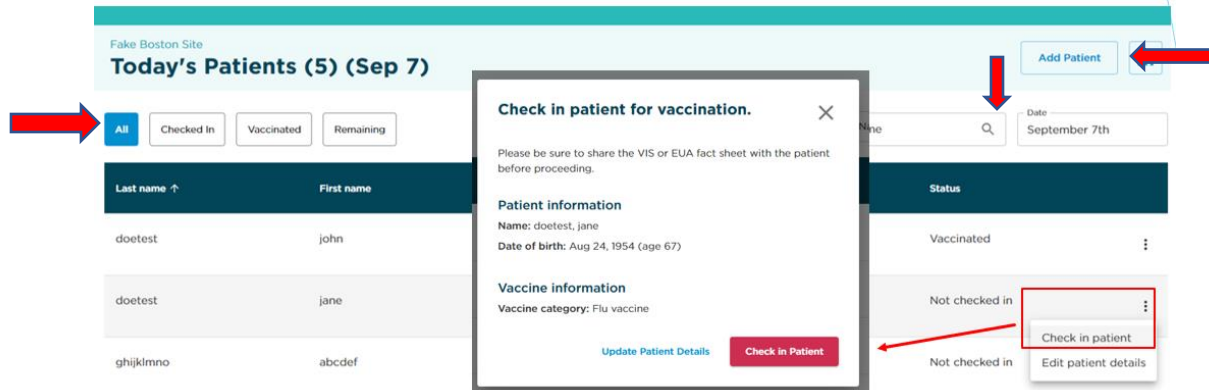 Fake Boston Site
Today's Patients (5) (Sep 7)
Add Patient
All
Checked In
Vaccinated
Remaining
Date
September 7th
Last name ↑
First name
Status
doetest
john
Vaccinated
doetest
jane
Not checked in
ghijklmno
abcdef
Not checked in
Check in patient for vaccination.
Please be sure to share the VIS or EUA fact sheet with the patient
before proceeding.
Patient information
Name: doetest, jane
Date of birth: Aug 24, 1954 (age 67)
Vaccine information
Vaccine category: Flu vaccine
Update Patient Details
Check in Patient
Check in patient
Edit patient details